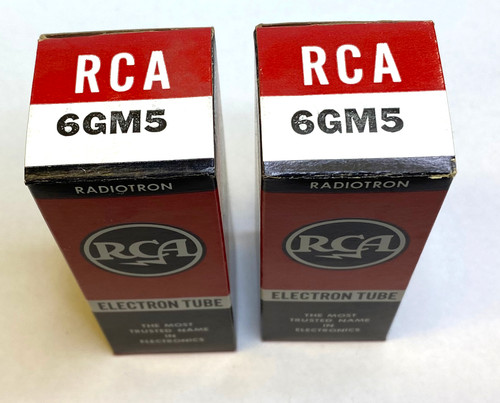 RCA
6GM5
RADIOTRON
RCA
ELECTRON TUBE
THE MOST
TRUSTED NAME
IN
ELECTRONICS
RCA
6GM5
RADIOTRON
RCA
ELECTRON TUBE
THE MOST
TRUSTED NAME
IN
ELECTRONICS